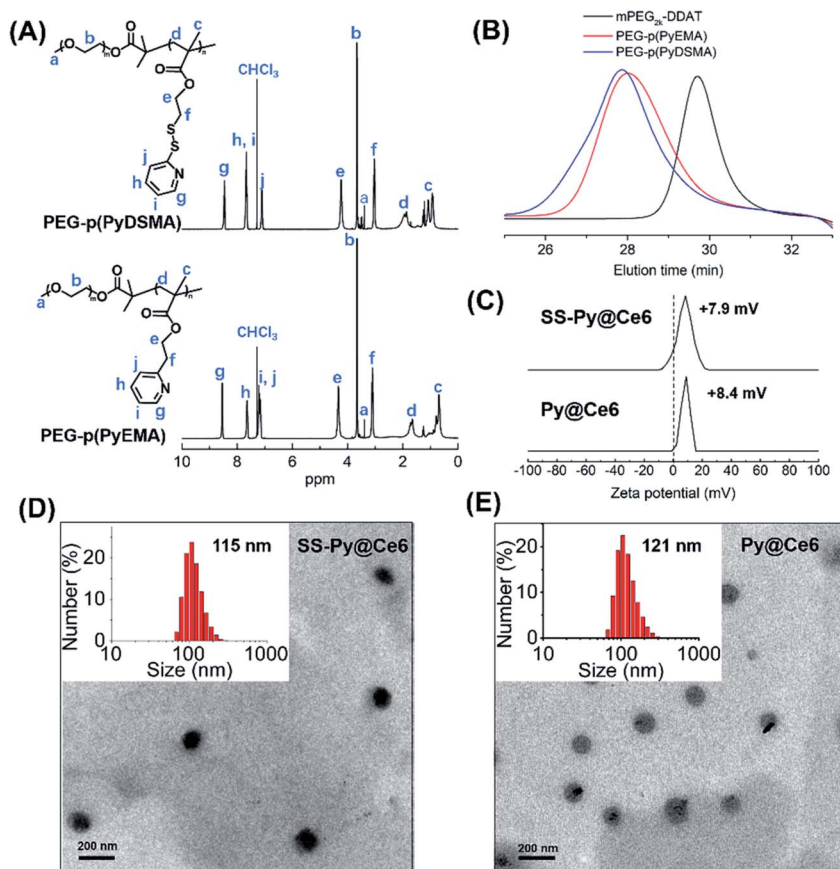 (A)
O
b
m
O
O
d
c
n
a
O
O
e
f
S
S
j
N
h
i
g
PEG-p(PyDSMA)
CHCl3
b
h, i
g
j
e
a
f
d
c
O
b
m
O
O
d
c
n
a
O
O
e
f
j
h
N
i
g
PEG-p(PyEMA)
b
CHCl3
g
h
i, j
e
a
f
d
c
10 8 6 4 2 0
ppm
(B)
mPEG2k-DDAT
PEG-p(PyEMA)
PEG-p(PyDSMA)
26 28 30 32
Elution time (min)
(C)
SS-Py@Ce6
+7.9 mV
Py@Ce6
+8.4 mV
-100 -80 -60 -40 -20 0 20 40 60 80 100
Zeta potential (mV)
(D)
SS-Py@Ce6
115 nm
Number (%)
20
10
0
10 100 1000
Size (nm)
200 nm
(E)
Py@Ce6
121 nm
Number (%)
20
10
0
10 100 1000
Size (nm)
200 nm